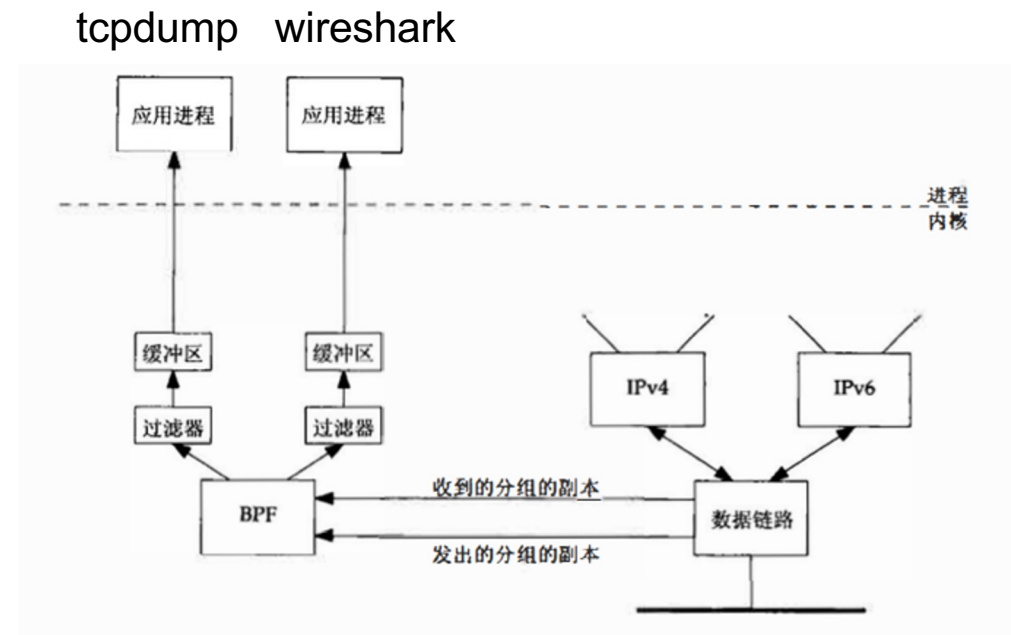 tcpdump wireshark
应用进程 应用进程
进程
内核
缓冲区 缓冲区
IPv4 IPv6
过滤器 过滤器
收到的分组的副本
BPF 数据链路
发出的分组的副本